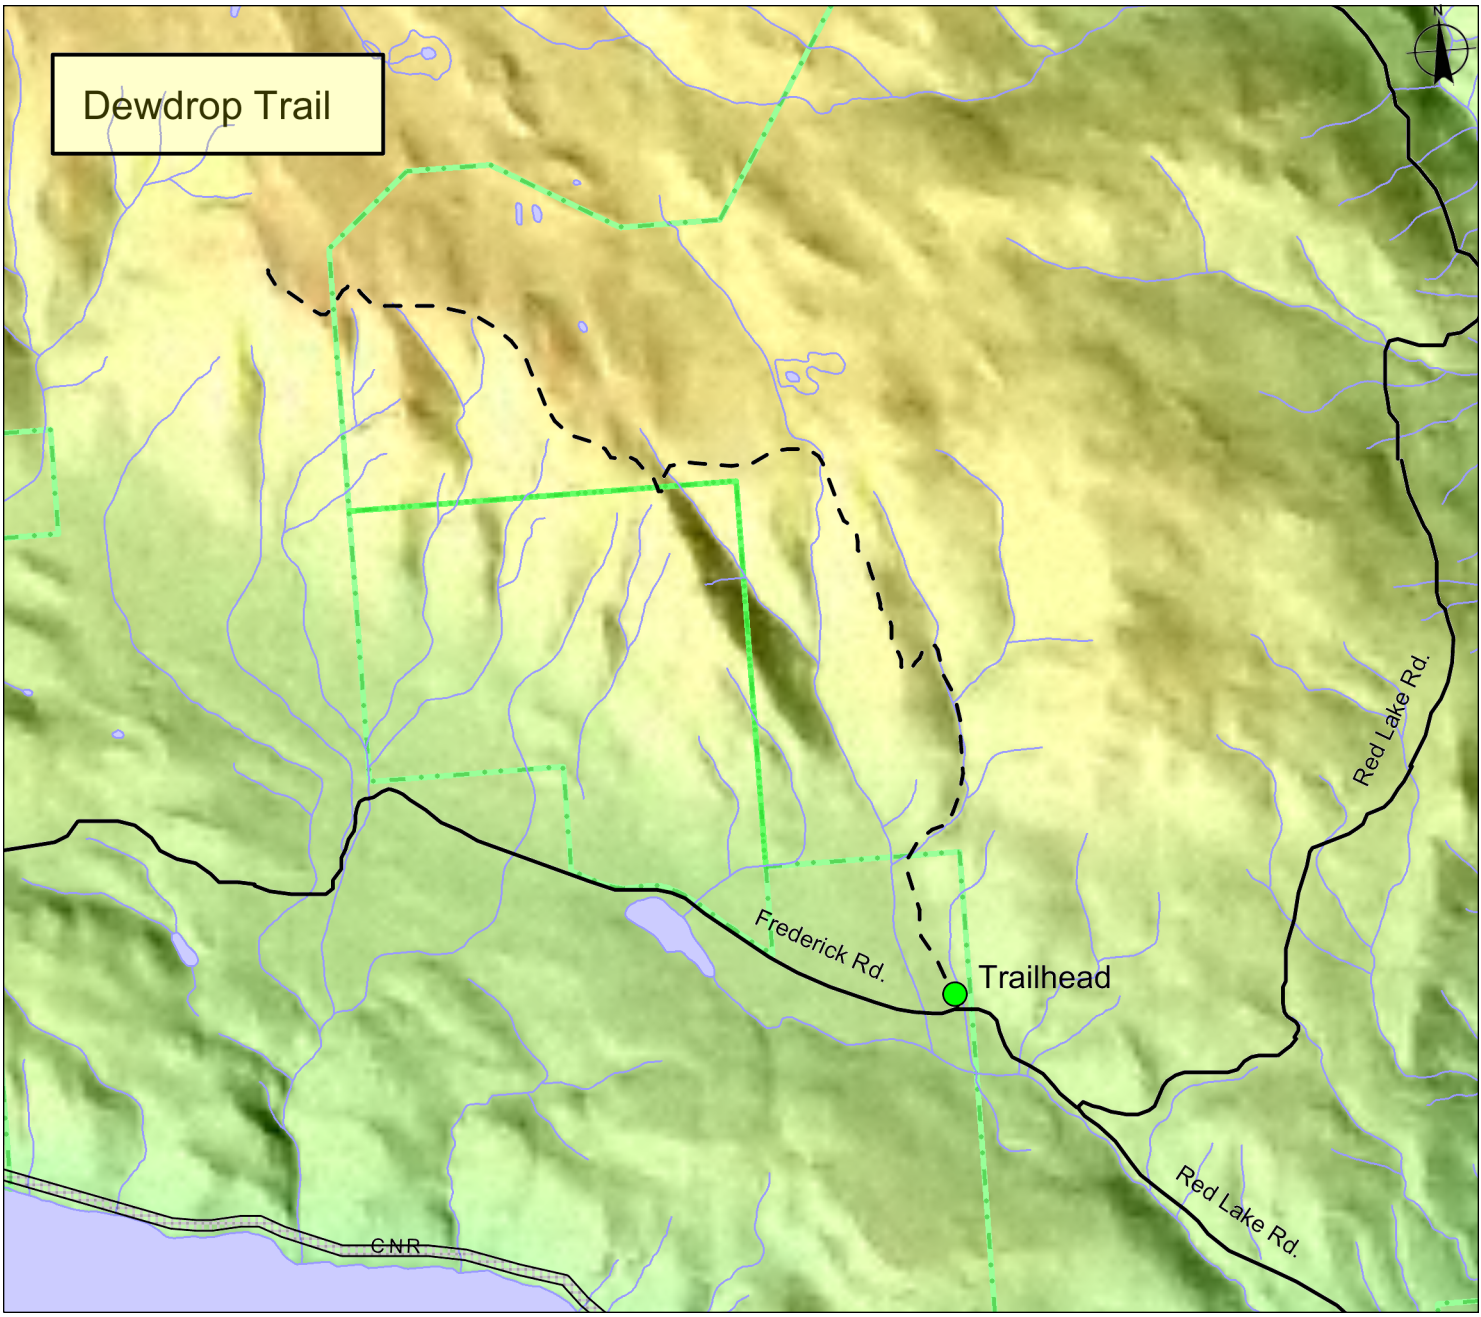 N
Dewdrop Trail
Red Lake Rd.
Frederick Rd.
Trailhead
Red Lake Rd.
CNR